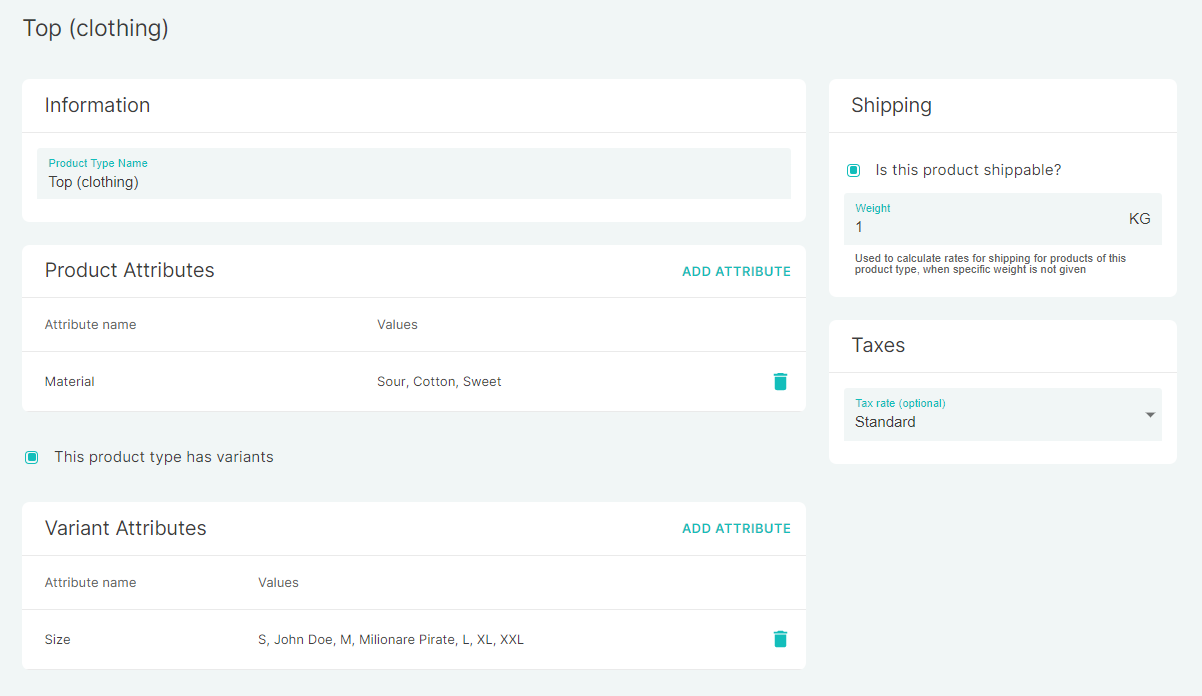 Top (clothing)
Information
Product Type Name
Top (clothing)
Product Attributes
ADD ATTRIBUTE
Attribute name
Values
Material
Sour, Cotton, Sweet
This product type has variants
Variant Attributes
ADD ATTRIBUTE
Attribute name
Values
Size
S, John Doe, M, Milionare Pirate, L, XL, XXL
Shipping
Is this product shippable?
Weight
1
KG
Used to calculate rates for shipping for products of this
product type, when specific weight is not given
Taxes
Tax rate (optional)
Standard